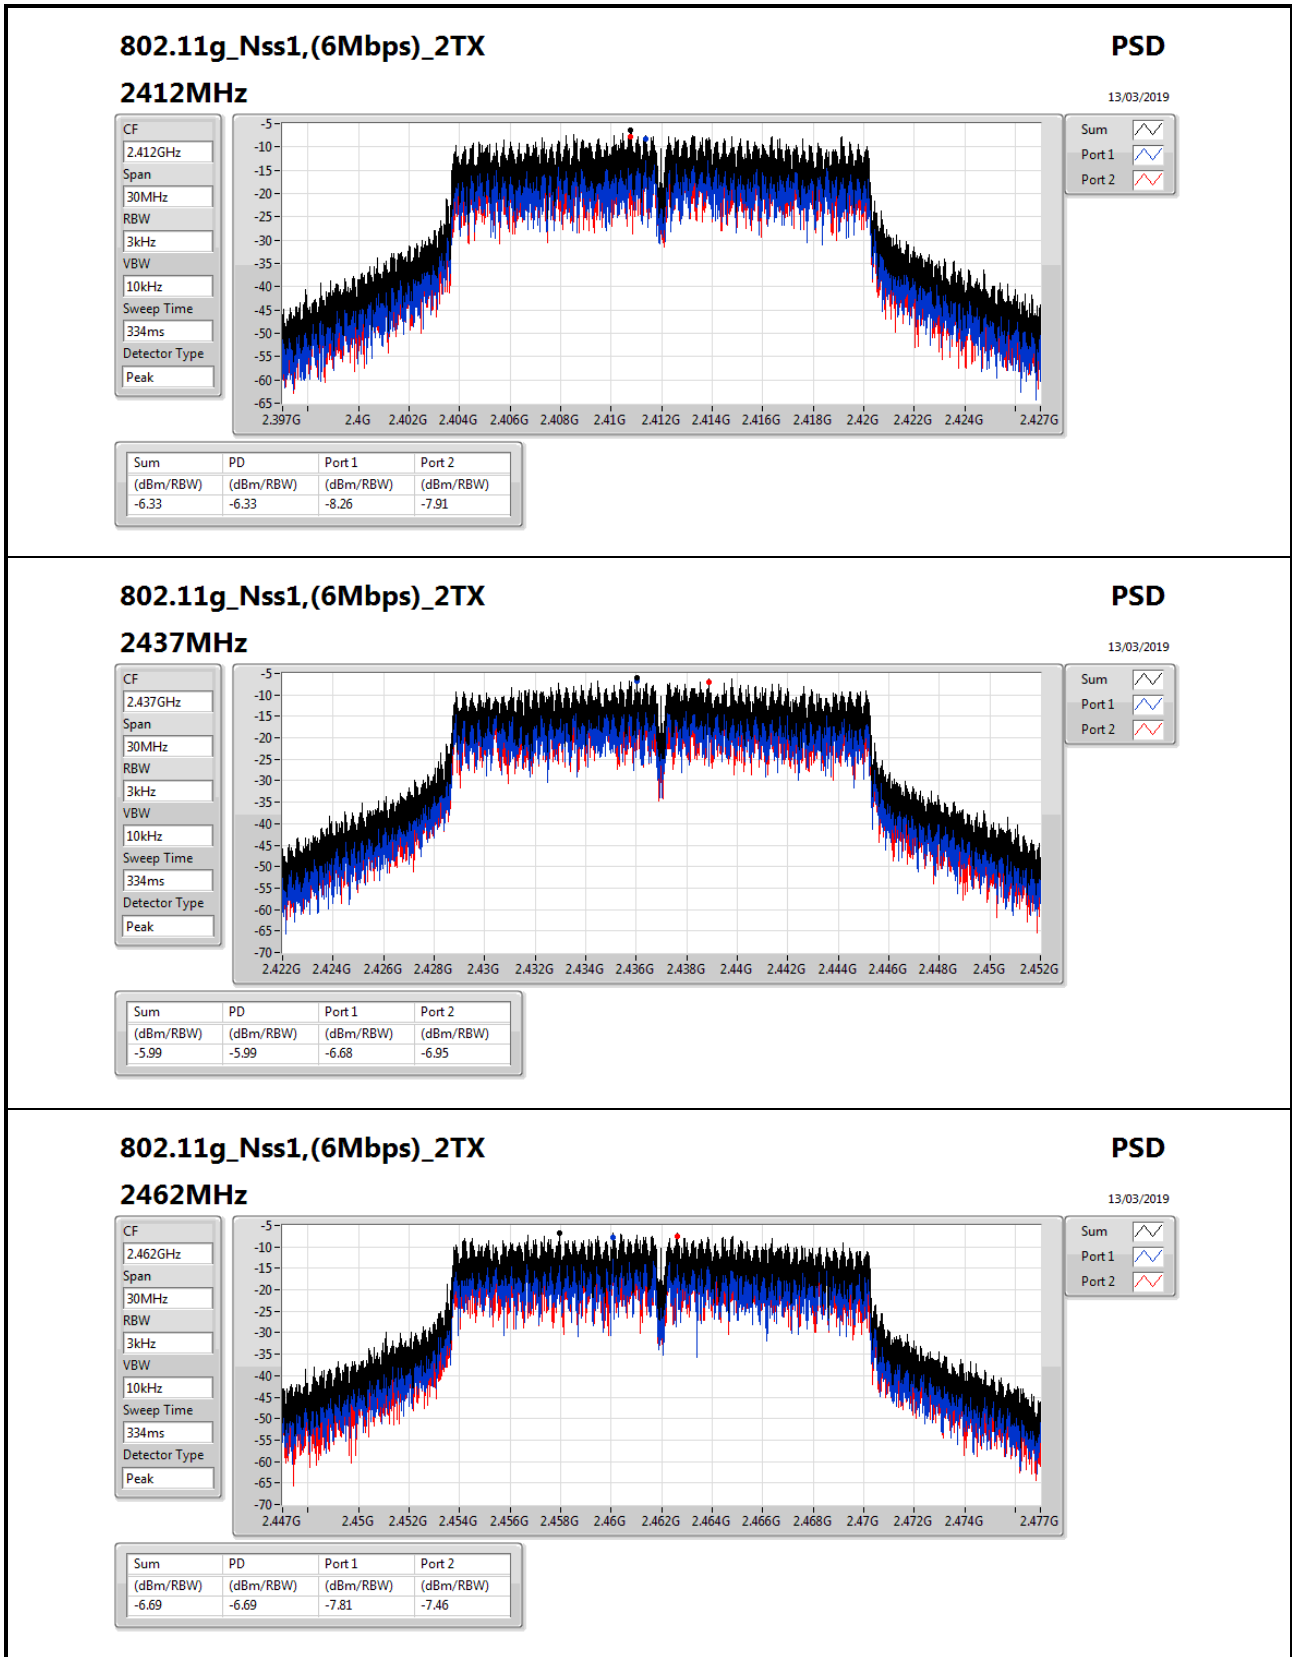 802.11g_Nss1,(6Mbps)_2TX PSD
2412MHz 13/03/2019
CF
2.412GHz
Span
30MHz
RBW
3kHz
VBW
10kHz
Sweep Time
334ms
Detector Type
Peak
-5
-10
-15
-20
-25
-30
-35
-40
-45
-50
-55
-60
-65
2.397G 2.4G 2.402G 2.404G 2.406G 2.408G 2.41G 2.412G 2.414G 2.416G 2.418G 2.42G 2.422G 2.424G 2.427G
Sum
Port 1
Port 2
Sum PD Port 1 Port 2
(dBm/RBW) (dBm/RBW) (dBm/RBW) (dBm/RBW)
-6.33 -6.33 -8.26 -7.91
802.11g_Nss1,(6Mbps)_2TX PSD
2437MHz 13/03/2019
CF
2.437GHz
Span
30MHz
RBW
3kHz
VBW
10kHz
Sweep Time
334ms
Detector Type
Peak
-5
-10
-15
-20
-25
-30
-35
-40
-45
-50
-55
-60
-65
-70
2.422G 2.424G 2.426G 2.428G 2.43G 2.432G 2.434G 2.436G 2.438G 2.44G 2.442G 2.444G 2.446G 2.448G 2.45G 2.452G
Sum
Port 1
Port 2
Sum PD Port 1 Port 2
(dBm/RBW) (dBm/RBW) (dBm/RBW) (dBm/RBW)
-5.99 -5.99 -6.68 -6.95
802.11g_Nss1,(6Mbps)_2TX PSD
2462MHz 13/03/2019
CF
2.462GHz
Span
30MHz
RBW
3kHz
VBW
10kHz
Sweep Time
334ms
Detector Type
Peak
-5
-10
-15
-20
-25
-30
-35
-40
-45
-50
-55
-60
-65
-70
2.447G 2.45G 2.452G 2.454G 2.456G 2.458G 2.46G 2.462G 2.464G 2.466G 2.468G 2.47G 2.472G 2.474G 2.477G
Sum
Port 1
Port 2
Sum PD Port 1 Port 2
(dBm/RBW) (dBm/RBW) (dBm/RBW) (dBm/RBW)
-6.69 -6.69 -7.81 -7.46